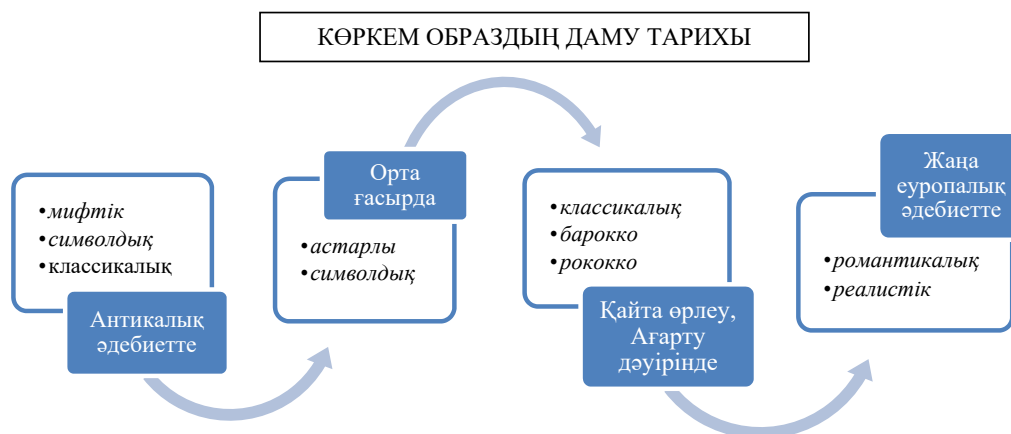 КӨРКЕМ ОБРАЗДЫҢ ДАМУ ТАРИХЫ
•мифтік
•символдық
•классикалық
Антикалық
әдебиетте
Орта
ғасырда
•астарлы
•символдық
•классикалық
•барокко
•рококко
Қайта өрлеу,
Ағарту
дәуірінде
Жаңа
еуропалық
әдебиетте
•романтикалық
•реалистік